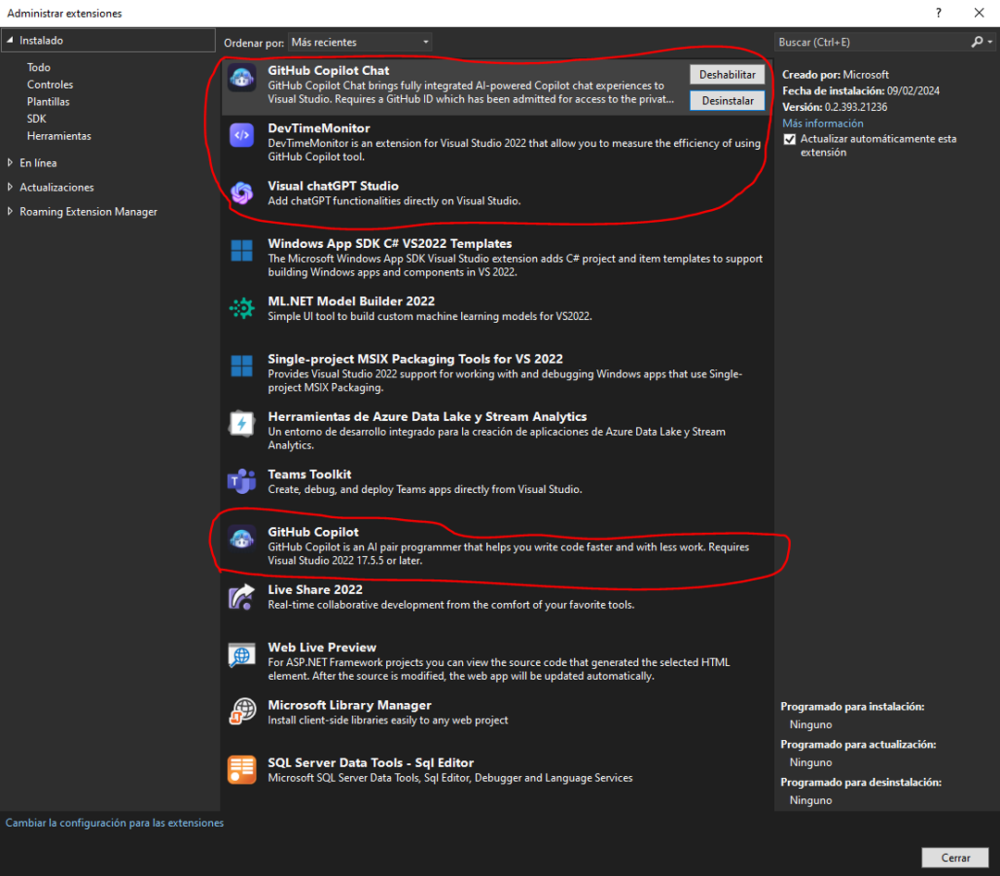 Administrar extensiones
?
Instalado
Todo
Controles
Plantillas
SDK
Herramientas
En línea
Actualizaciones
Roaming Extension Manager
Ordenar por: Más recientes
GitHub Copilot Chat
GitHub Copilot Chat brings fully integrated AI-powered Copilot chat experiences to
Visual Studio. Requires a GitHub ID which has been admitted for access to the privat...
Deshabilitar
Desinstalar
DevTimeMonitor
DevTimeMonitor is an extension for Visual Studio 2022 that allow you to measure the efficiency of using
GitHub Copilot tool.
Visual chatGPT Studio
Add chatGPT functionalities directly on Visual Studio.
Windows App SDK C# VS2022 Templates
The Microsoft Windows App SDK Visual Studio extension adds C# project and item templates to support
building Windows apps and components in VS 2022.
ML.NET Model Builder 2022
Simple UI tool to build custom machine learning models for VS2022.
Single-project MSIX Packaging Tools for VS 2022
Provides Visual Studio 2022 support for working with and debugging Windows apps that use Single-
project MSIX Packaging.
Herramientas de Azure Data Lake y Stream Analytics
Un entorno de desarrollo integrado para la creación de aplicaciones de Azure Data Lake y Stream
Analytics.
Teams Toolkit
Create, debug, and deploy Teams apps directly from Visual Studio.
GitHub Copilot
GitHub Copilot is an AI pair programmer that helps you write code faster and with less work. Requires
Visual Studio 2022 17.5.5 or later.
Live Share 2022
Real-time collaborative development from the comfort of your favorite tools.
Web Live Preview
For ASP.NET Framework projects you can view the source code that generated the selected HTML
element. After the source is modified, the web app will be updated automatically.
Microsoft Library Manager
Install client-side libraries easily to any web project
SQL Server Data Tools - Sql Editor
Microsoft SQL Server Data Tools, Sql Editor, Debugger and Language Services
Buscar (Ctrl+E)
Creado por: Microsoft
Fecha de instalación: 09/02/2024
Versión: 0.2.393.21236
Más información
Actualizar automáticamente esta
extensión
Programado para instalación:
Ninguno
Programado para actualización:
Ninguno
Programado para desinstalación:
Ninguno
Cambiar la configuración para las extensiones
Cerrar